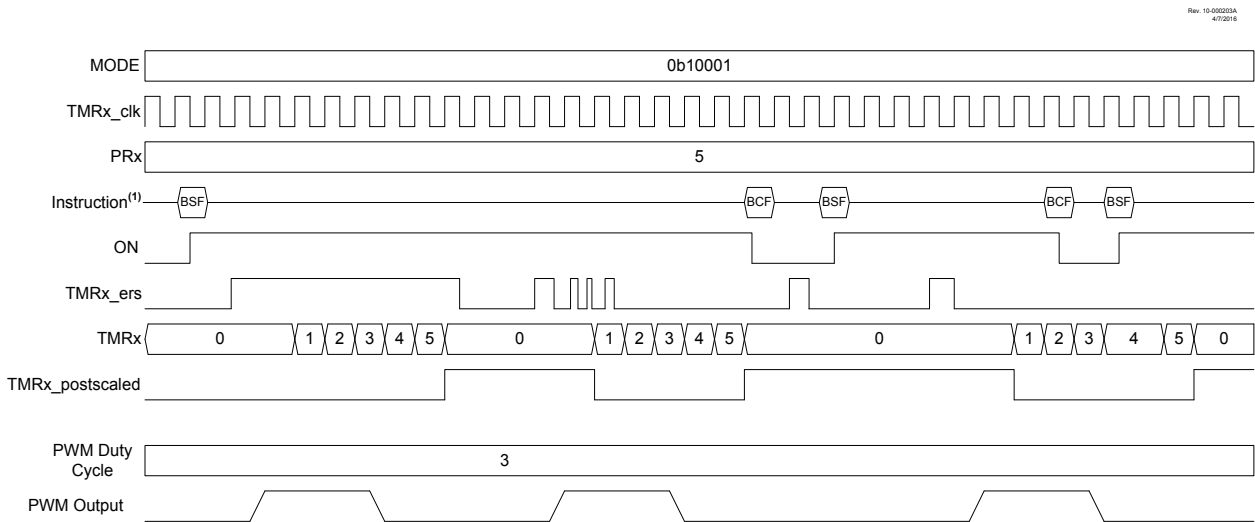 Rev. 10-000203A
4/7/2016
MODE 0b10001
TMRx_clk
PRx 5
Instruction(1) BSF BCF BSF BCF BSF
ON
TMRx_ers
TMRx 0 1 2 3 4 5 0 1 2 3 4 5 0 1 2 3 4 5 0
TMRx_postscaled
PWM Duty
Cycle 3
PWM Output